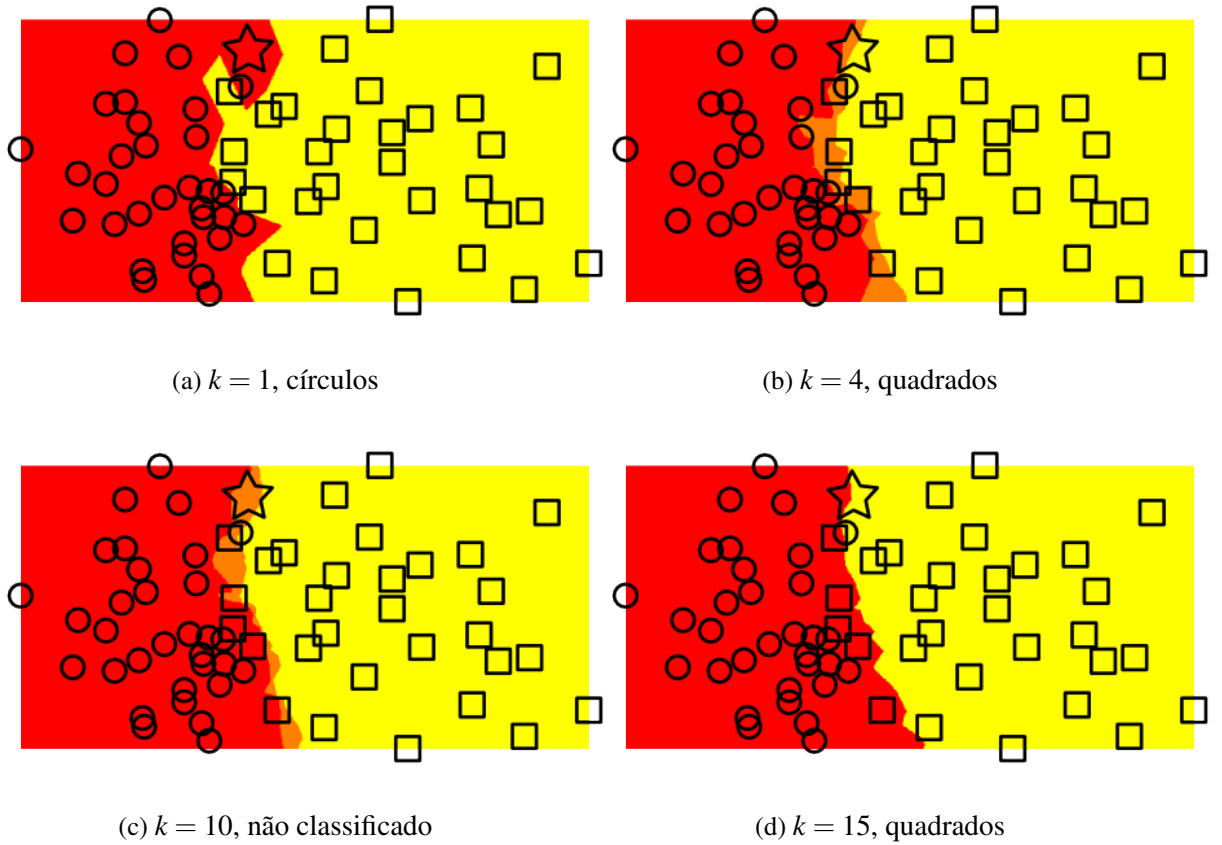 (a) k = 1, círculos
(b) k = 4, quadrados
(c) k = 10, não classificado
(d) k = 15, quadrados